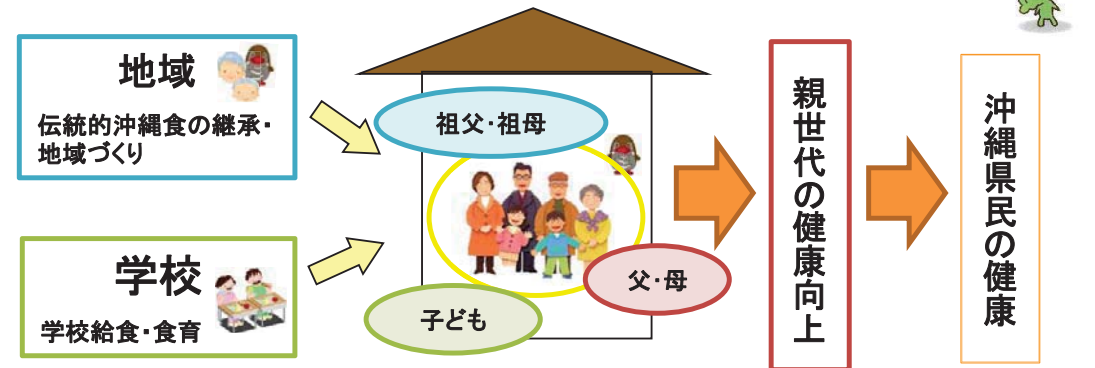 地域
伝統的沖縄食の継承・
地域づくり
学校
学校給食・食育
祖父・祖母
父・母
子ども
親世代の健康向上
沖縄県民の健康